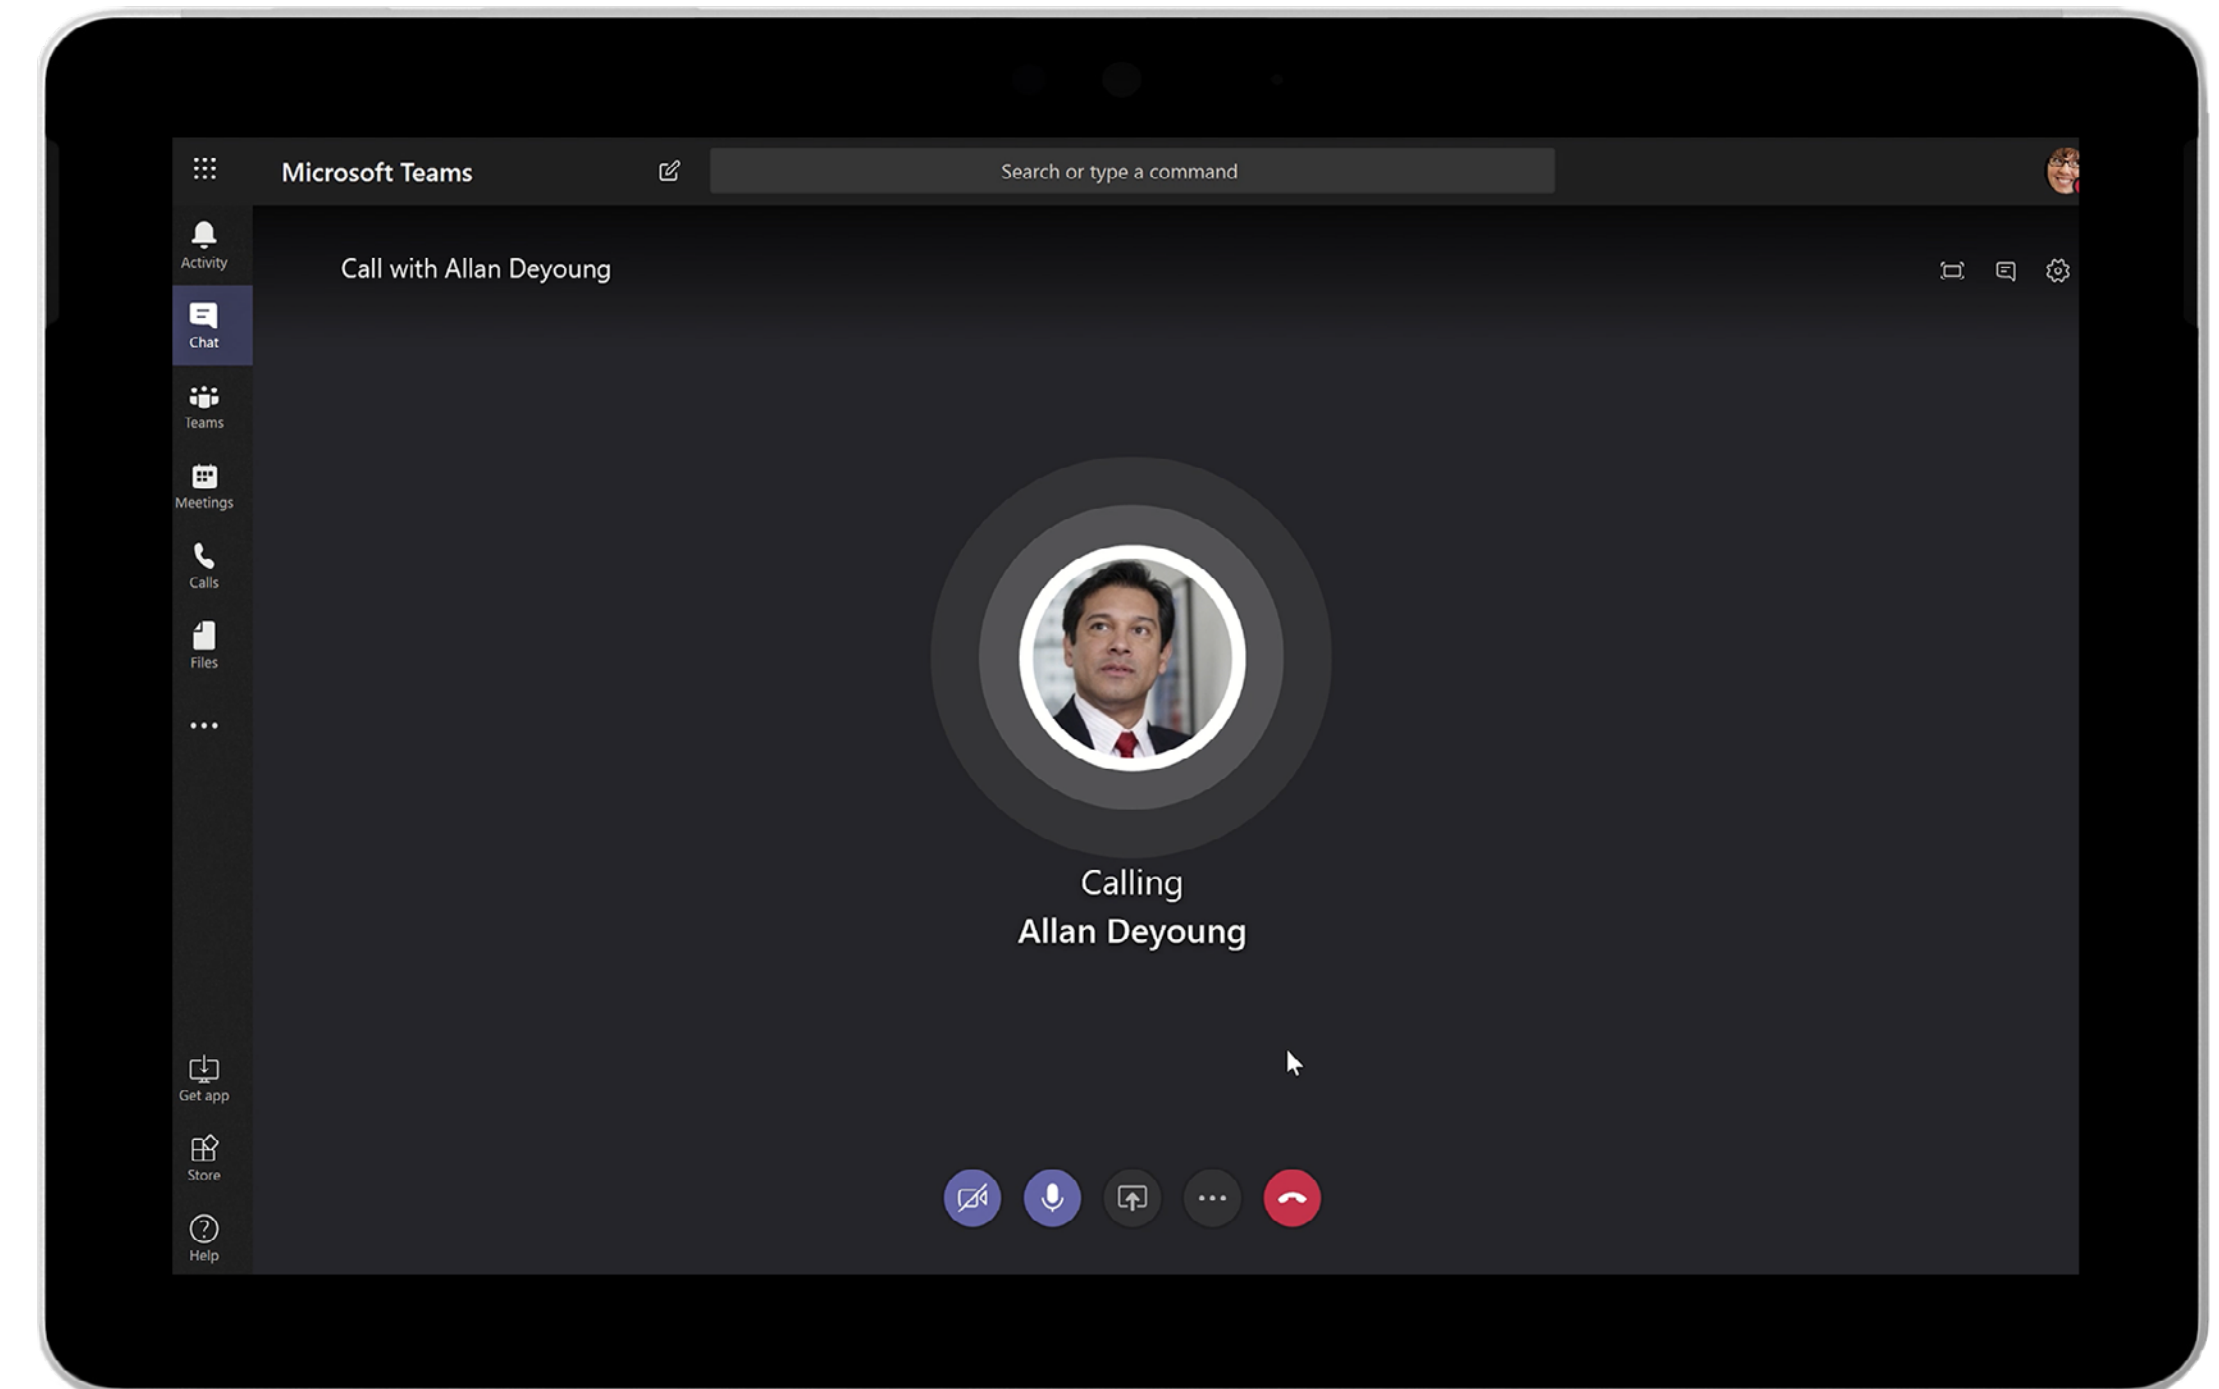 Microsoft Teams
Search or type a command
Activity
Call with Allan Deyoung
Chat
Teams
Meetings
Calls
Files
Calling
Allan Deyoung
Get app
Store
Help